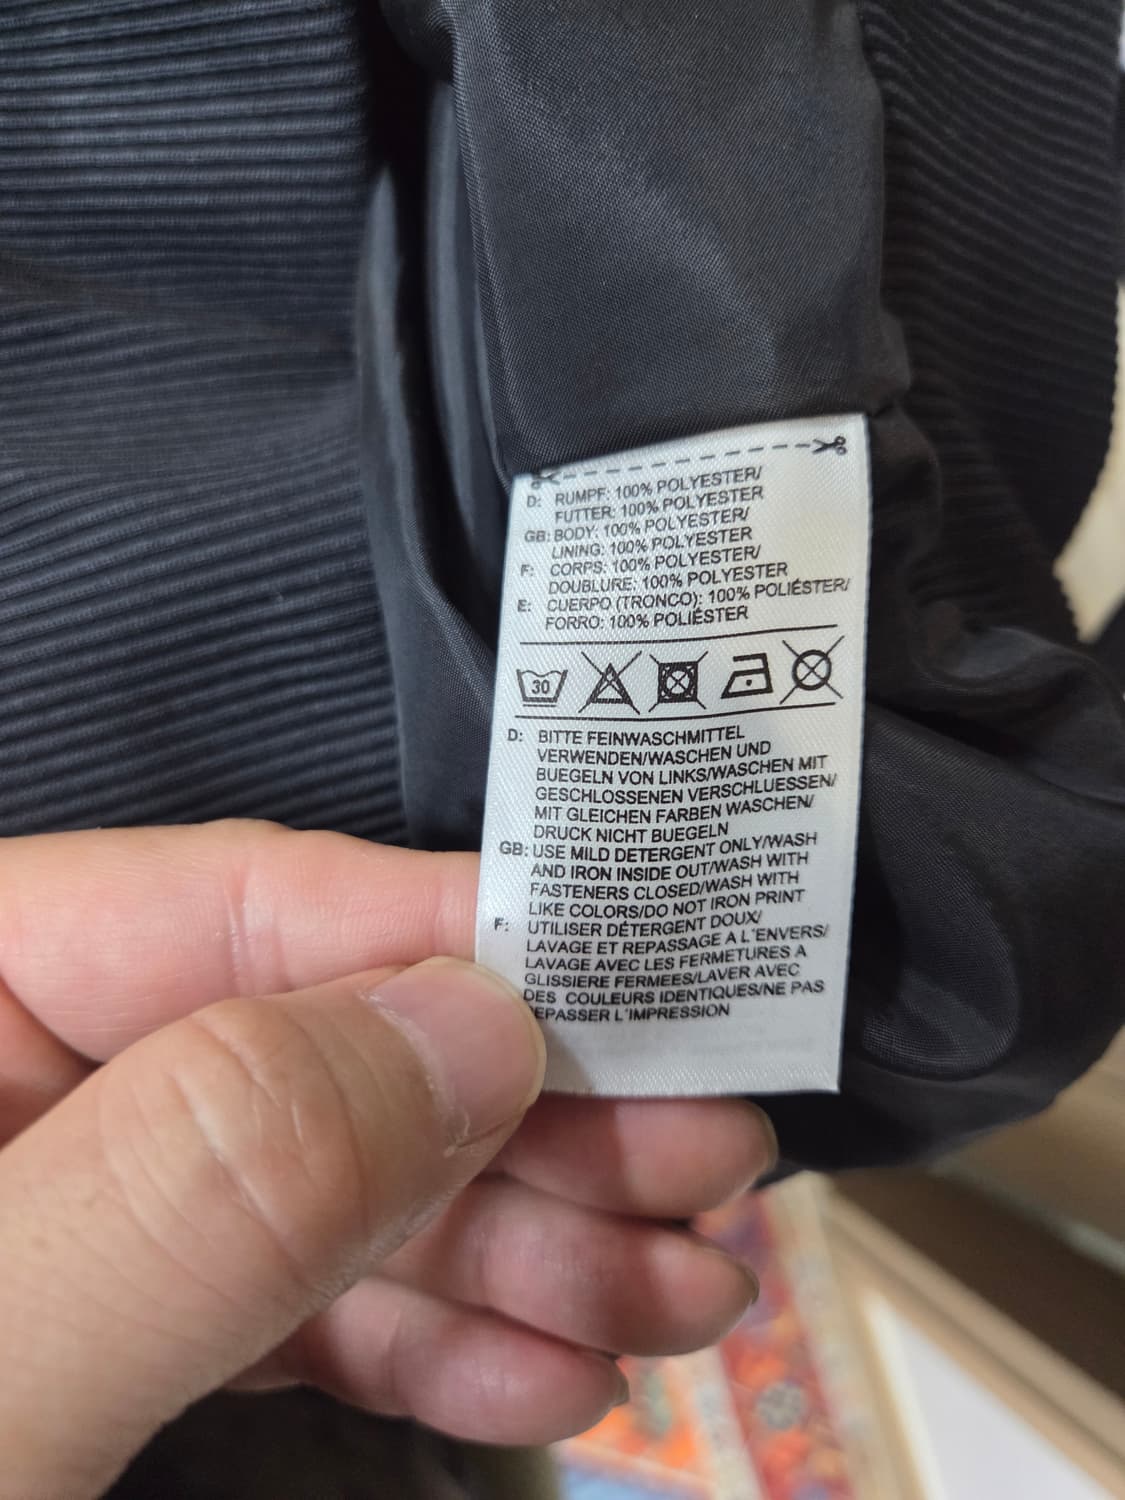 D: RUMPF: 100% POLYESTER/
FUTTER: 100% POLYESTER
GB: BODY: 100% POLYESTER/
LINING: 100% POLYESTER
F: CORPS: 100% POLYESTER/
DOUBLURE: 100% POLYESTER
E: CUERPO (TRONCO): 100% POLIÉSTER/
FORRO: 100% POLIÉSTER
30
D: BITTE FEINWASCHMITTEL
VERWENDEN/WASCHEN UND
BUEGELN VON LINKS/WASCHEN MIT
GESCHLOSSENEN VERSCHLUESSEN/
MIT GLEICHEN FARBEN WASCHEN/
DRUCK NICHT BUEGELN
GB: USE MILD DETERGENT ONLY/WASH
AND IRON INSIDE OUT/WASH WITH
FASTENERS CLOSED/WASH WITH
LIKE COLORS/DO NOT IRON PRINT
F: UTILISER DÉTERGENT DOUX/
LAVAGE ET REPASSAGE A L'ENVERS/
LAVAGE AVEC LES FERMETURES A
GLISSIERE FERMEES/LAVER AVEC
DES COULEURS IDENTIQUES/NE PAS
EPASSER L'IMPRESSION